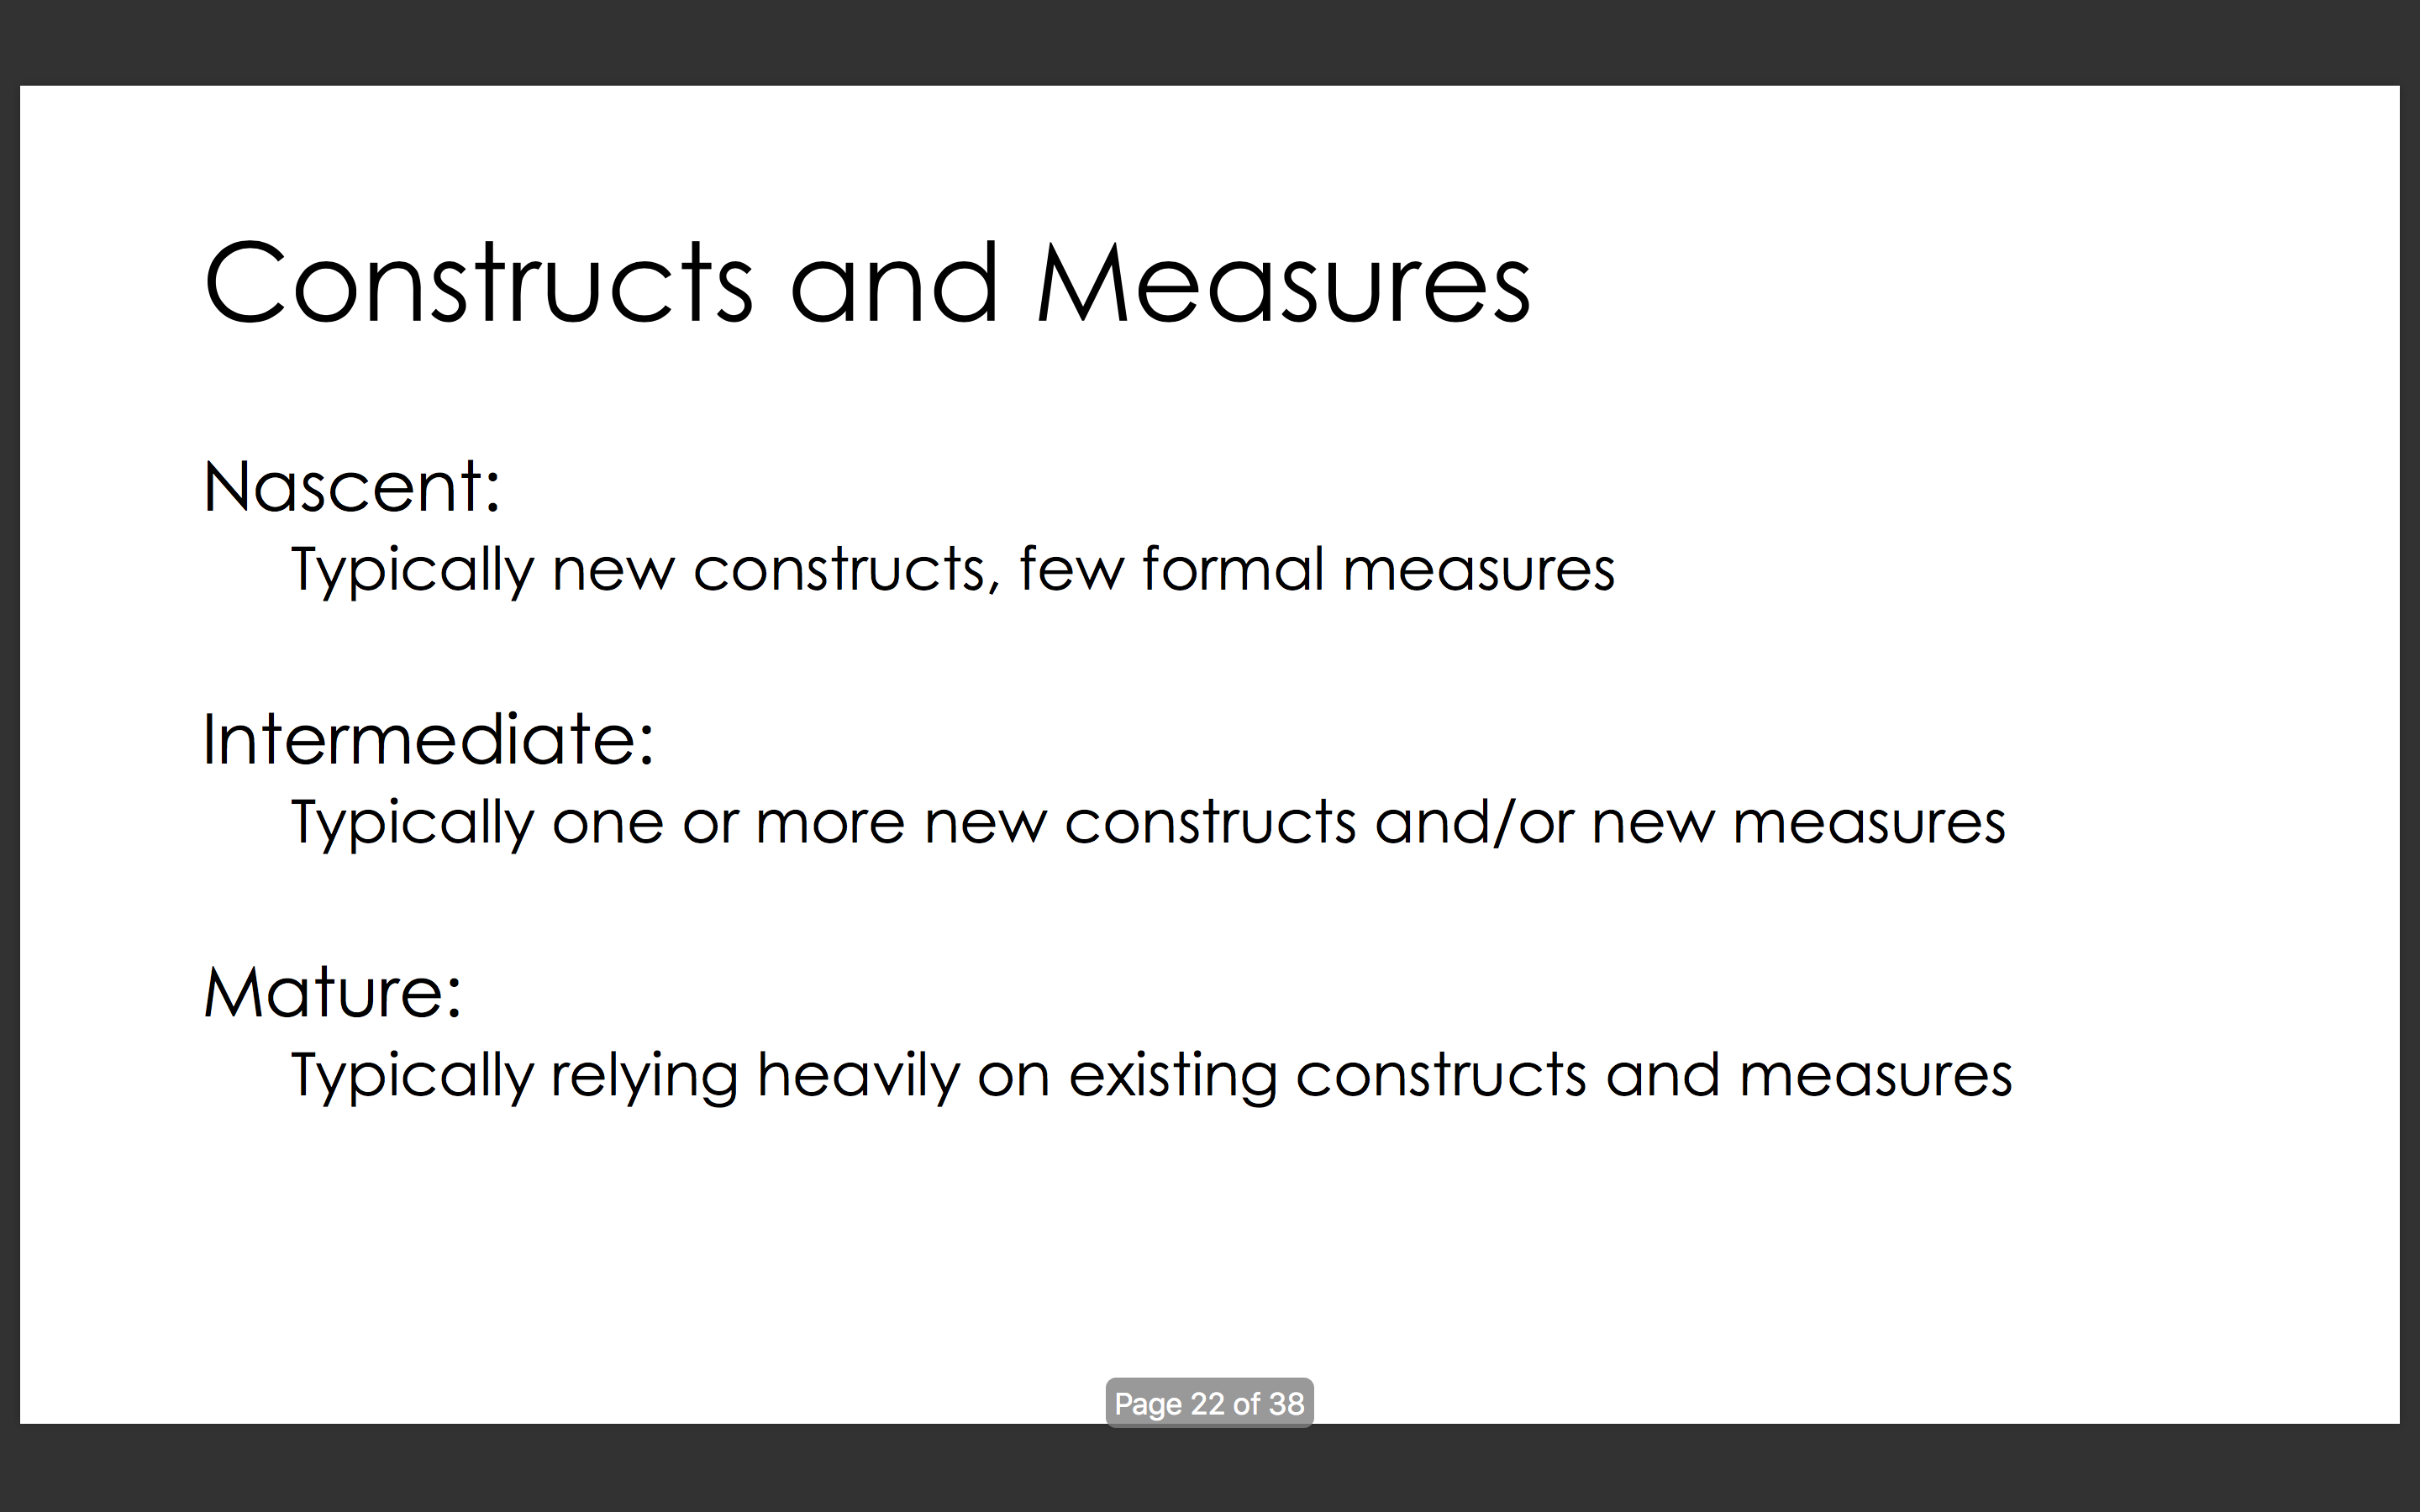 Constructs and Measures
Nascent:
Typically new constructs, few formal measures
Intermediate:
Typically one or more new constructs and/or new measures
Mature:
Typically relying heavily on existing constructs and measures
Page 22 of 38